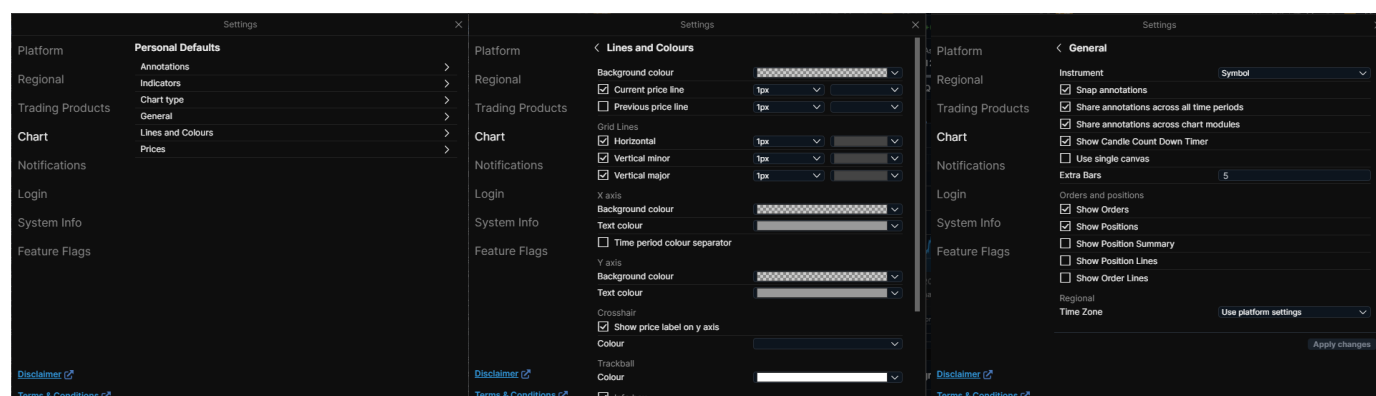 Settings
Platform
Regional
Trading Products
Chart
Notifications
Login
System Info
Feature Flags
Disclaimer
Terms & Conditions
Personal Defaults
Annotations
Indicators
Chart type
General
Lines and Colours
Prices
Settings
Platform
Regional
Trading Products
Chart
Notifications
Login
System Info
Feature Flags
Disclaimer
Terms & Conditions
Lines and Colours
Background colour
Current price line 1px
Previous price line 1px
Grid Lines
Horizontal 1px
Vertical minor 1px
Vertical major 1px
X axis
Background colour
Text colour
Time period colour separator
Y axis
Background colour
Text colour
Crosshair
Show price label on y axis
Colour
Trackball
Colour
Settings
Platform
Regional
Trading Products
Chart
Notifications
Login
System Info
Feature Flags
Disclaimer
Terms & Conditions
General
Instrument Symbol
Snap annotations
Share annotations across all time periods
Share annotations across chart modules
Show Candle Count Down Timer
Use single canvas
Extra Bars 5
Orders and positions
Show Orders
Show Positions
Show Position Summary
Show Position Lines
Show Order Lines
Regional
Time Zone Use platform settings
Apply changes